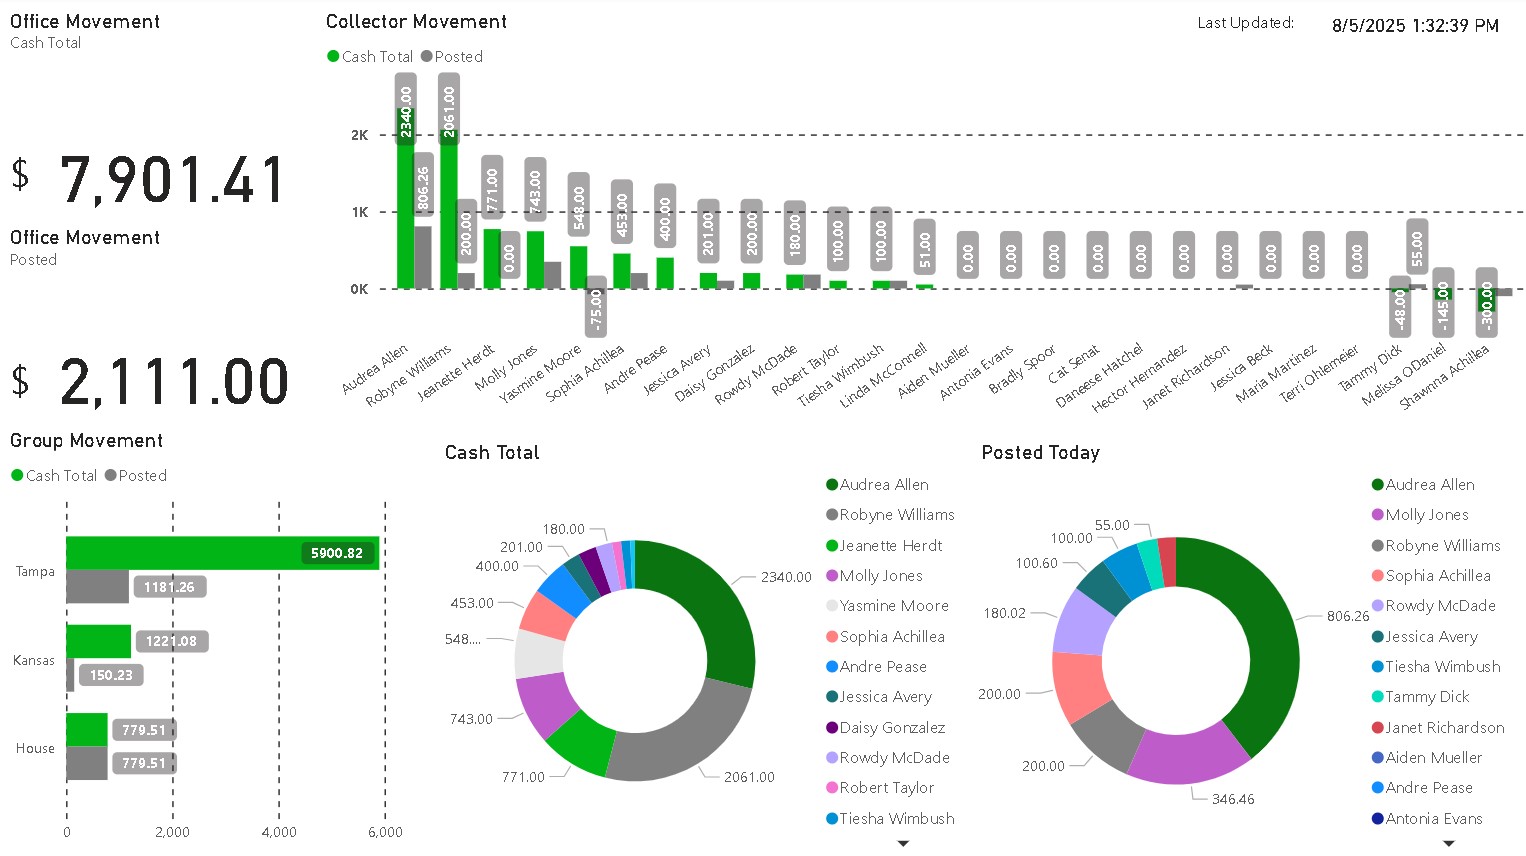 Office Movement
Cash Total
$ 7,901.41
Office Movement
Posted
$ 2,111.00
Collector Movement
Last Updated: 8/5/2025 1:32:39 PM
Cash Total Posted
2K
1K
0K
2340.00
806.26
2061.00
200.00
771.00
0.00
743.00
548.00
-75.00
453.00
400.00
201.00
200.00
180.00
100.00
100.00
51.00
0.00
0.00
0.00
0.00
0.00
0.00
0.00
0.00
0.00
0.00
-48.00
55.00
-145.00
-300.00
Audrea Allen
Robyne Williams
Jeanette Herdt
Molly Jones
Yasmine Moore
Sophia Achillea
Andre Pease
Jessica Avery
Daisy Gonzalez
Rowdy McDade
Robert Taylor
Tiesha Wimbush
Linda McConnell
Aiden Mueller
Antonia Evans
Bradly Spoor
Cat Senat
Daneese Hatchel
Hector Hernandez
Janet Richardson
Jessica Beck
Maria Martinez
Terri Ohlemeier
Tammy Dick
Melissa ODaniel
Shawnna Achillea
Group Movement
Cash Total Posted
Tampa
5900.82
1181.26
Kansas
1221.08
150.23
House
779.51
779.51
0 2,000 4,000 6,000
Cash Total
2340.00
2061.00
771.00
743.00
548....
453.00
400.00
201.00
180.00
Audrea Allen
Robyne Williams
Jeanette Herdt
Molly Jones
Yasmine Moore
Sophia Achillea
Andre Pease
Jessica Avery
Daisy Gonzalez
Rowdy McDade
Robert Taylor
Tiesha Wimbush
Posted Today
806.26
346.46
200.00
200.00
180.02
100.60
100.00
55.00
Audrea Allen
Molly Jones
Robyne Williams
Sophia Achillea
Rowdy McDade
Jessica Avery
Tiesha Wimbush
Tammy Dick
Janet Richardson
Aiden Mueller
Andre Pease
Antonia Evans